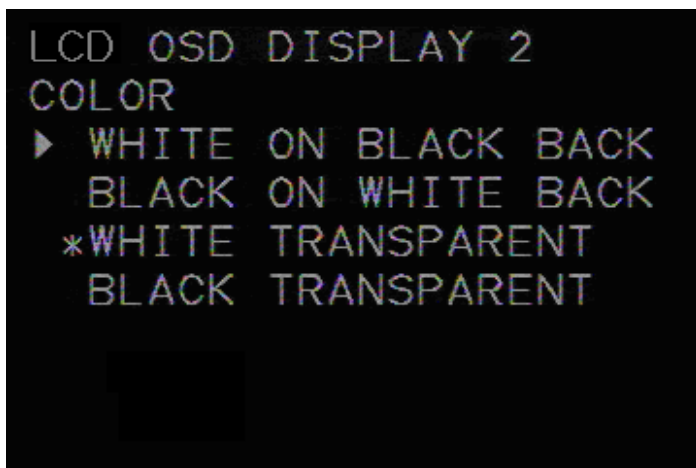 LCD OSD DISPLAY 2
COLOR
WHITE ON BLACK BACK
BLACK ON WHITE BACK
*WHITE TRANSPARENT
BLACK TRANSPARENT